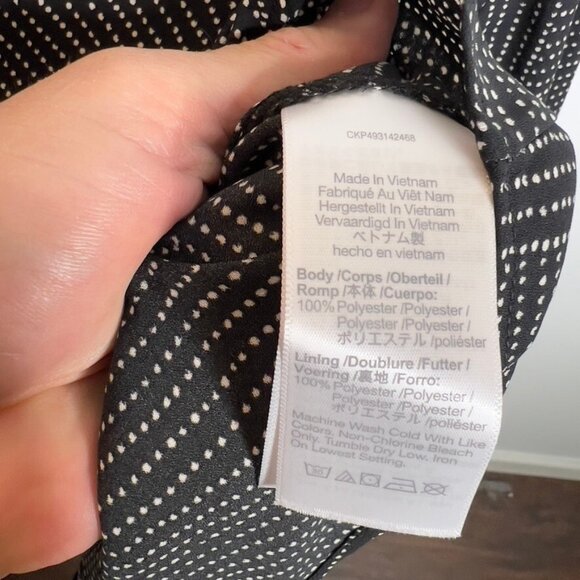 CKP493142468
Made In Vietnam
Fabriqué Au Viêt Nam
Hergestellt In Vietnam
Vervaardigd In Vietnam
ベトナム製
hecho en vietnam
Body /Corps /Oberteil /
Romp /本体 /Cuerpo:
100% Polyester /Polyester /
Polyester /Polyester /
ポリエステル /poliéster
Lining /Doublure /Futter /
Voering /裏地 /Forro:
100% Polyester /Polyester /
Polyester /Polyester /
ポリエステル /poliéster
Machine Wash Cold With Like
Colors. Non-Chlorine Bleach
Only. Tumble Dry Low. Iron
On Lowest Setting.